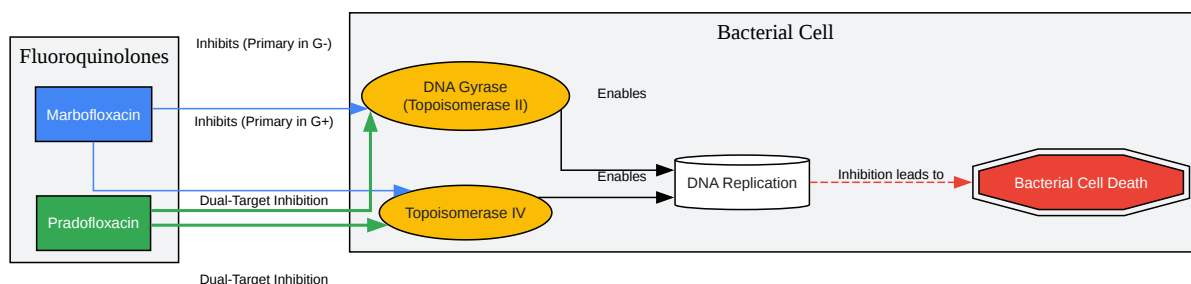 Fluoroquinolones
Marbofloxacin
Pradofloxacin
Inhibits (Primary in G-)
Inhibits (Primary in G+)
Dual-Target Inhibition
Dual-Target Inhibition
Bacterial Cell
DNA Gyrase
(Topoisomerase II)
Topoisomerase IV
Enables
Enables
DNA Replication
Inhibition leads to
Bacterial Cell Death